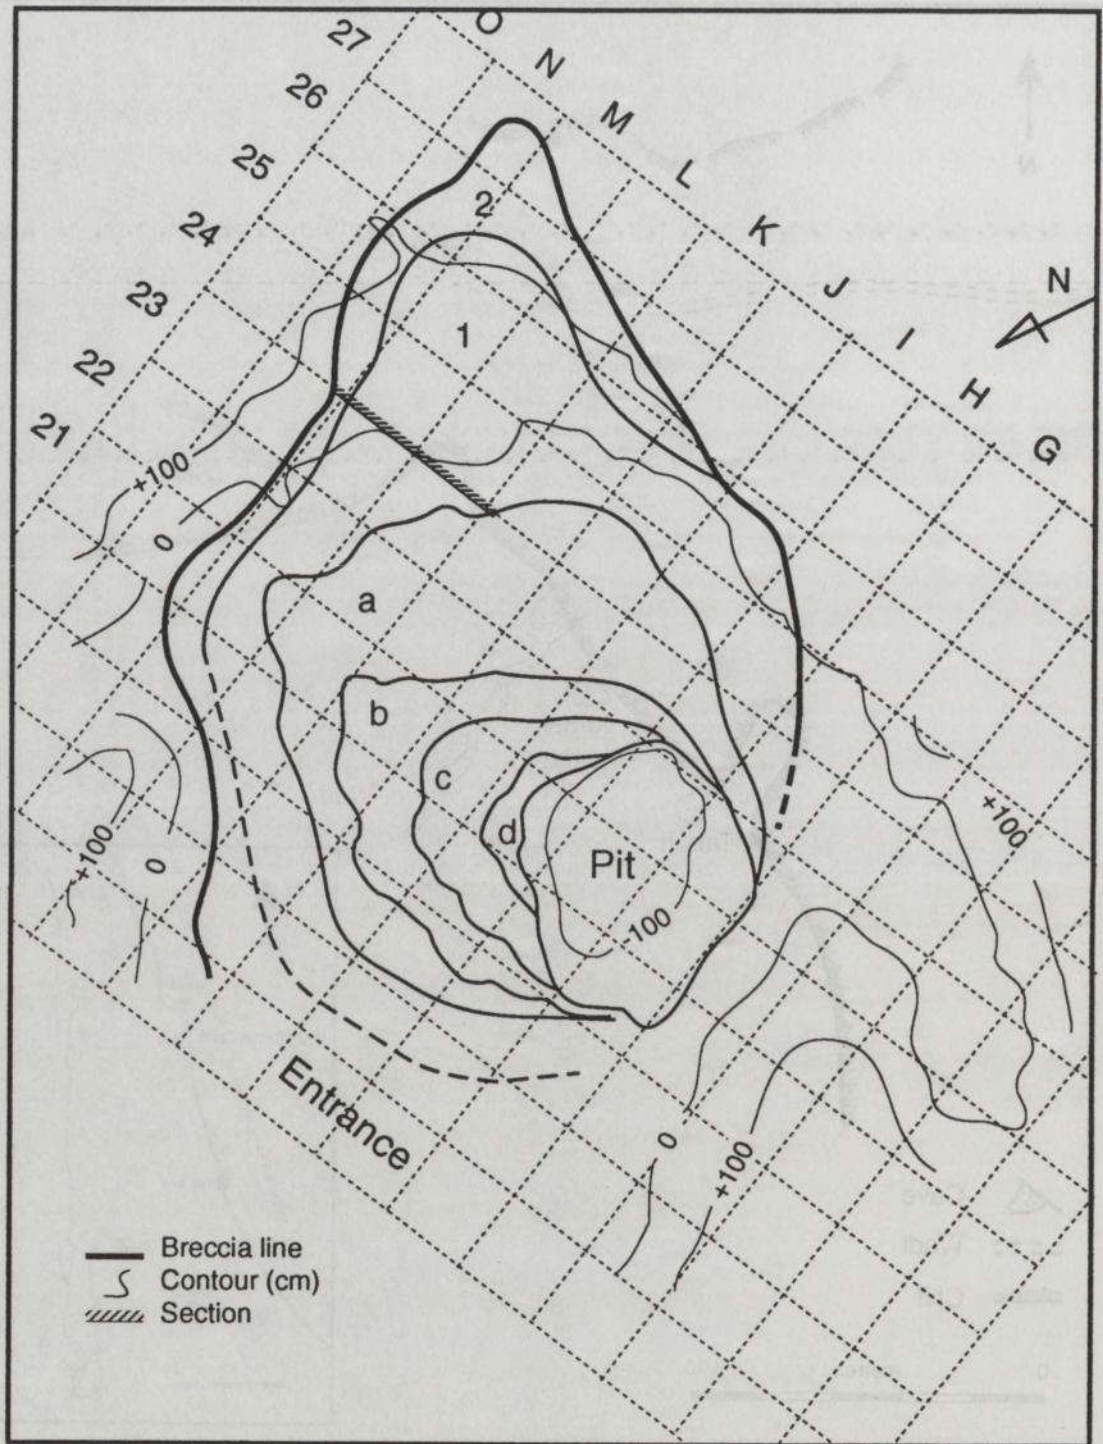 O N M L K J I H G
27
26
25
24
23
22
21
N
2
1
+100
0
a
b
c
d
Pit
-100
+100
0
+100
0
+100
Entrance
Breccia line
Contour (cm)
Section